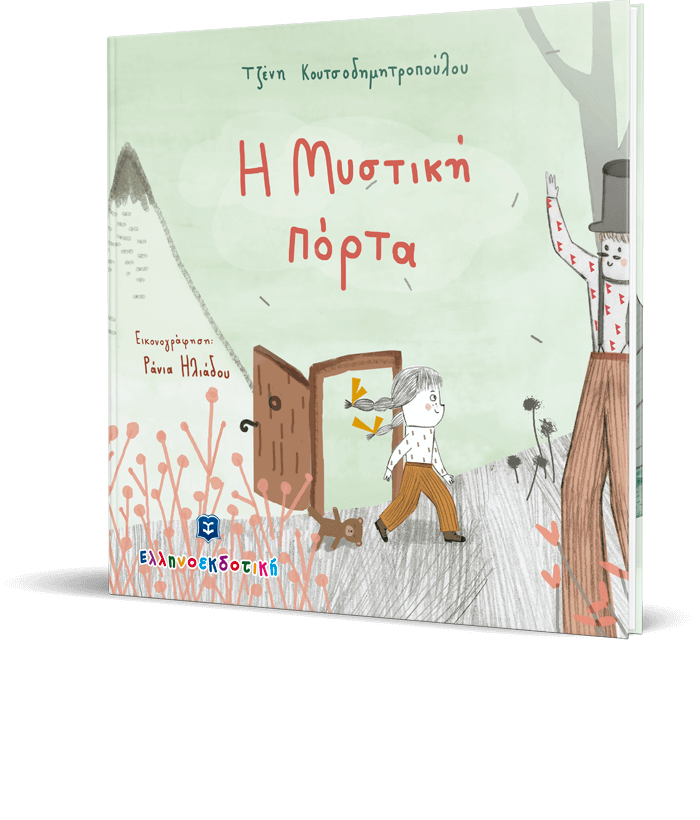 Τζένη Κουτσοδημητροπούλου
Η Μυστική
πόρτα
Εικονογράφηση:
Ράνια Ηλιάδου
Ελληνοεκδοτική